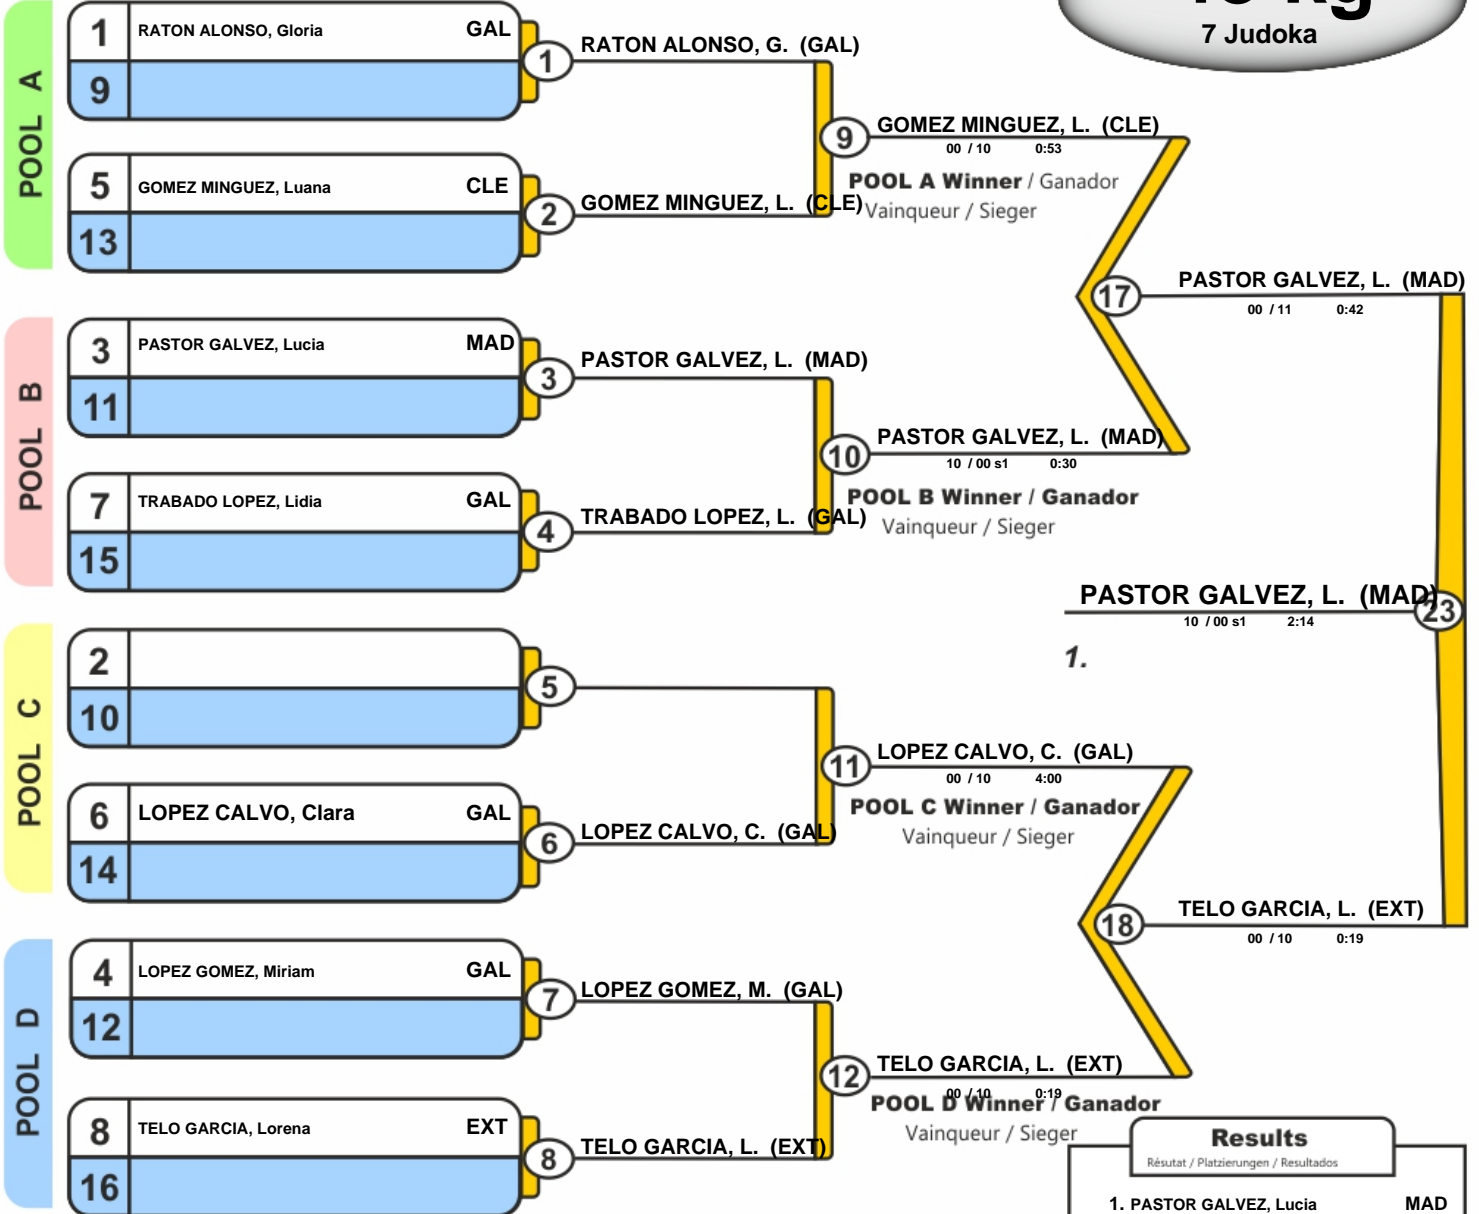 7 Judoka
POOL A
1 RATON ALONSO, Gloria GAL
9
1
RATON ALONSO, G. (GAL)
5 GOMEZ MINGUEZ, Luana CLE
13
2
GOMEZ MINGUEZ, L. (CLE)
9
GOMEZ MINGUEZ, L. (CLE)
00 / 10 0:53
POOL A Winner / Ganador
Vainqueur / Sieger
POOL B
3 PASTOR GALVEZ, Lucia MAD
11
3
PASTOR GALVEZ, L. (MAD)
7 TRABADO LOPEZ, Lidia GAL
15
4
TRABADO LOPEZ, L. (GAL)
10
PASTOR GALVEZ, L. (MAD)
10 / 00 s1 0:30
POOL B Winner / Ganador
Vainqueur / Sieger
17
PASTOR GALVEZ, L. (MAD)
00 / 11 0:42
PASTOR GALVEZ, L. (MAD)
23
10 / 00 s1 2:14
1.
POOL C
2
10
5
6 LOPEZ CALVO, Clara GAL
14
6
LOPEZ CALVO, C. (GAL)
11
LOPEZ CALVO, C. (GAL)
00 / 10 4:00
POOL C Winner / Ganador
Vainqueur / Sieger
18
TELO GARCIA, L. (EXT)
00 / 10 0:19
POOL D
4 LOPEZ GOMEZ, Miriam GAL
12
7
LOPEZ GOMEZ, M. (GAL)
8 TELO GARCIA, Lorena EXT
16
8
TELO GARCIA, L. (EXT)
12
TELO GARCIA, L. (EXT)
00 / 10 0:19
POOL D Winner / Ganador
Vainqueur / Sieger
Results
Résutat / Platzierungen / Resultados
1. PASTOR GALVEZ, Lucia MAD